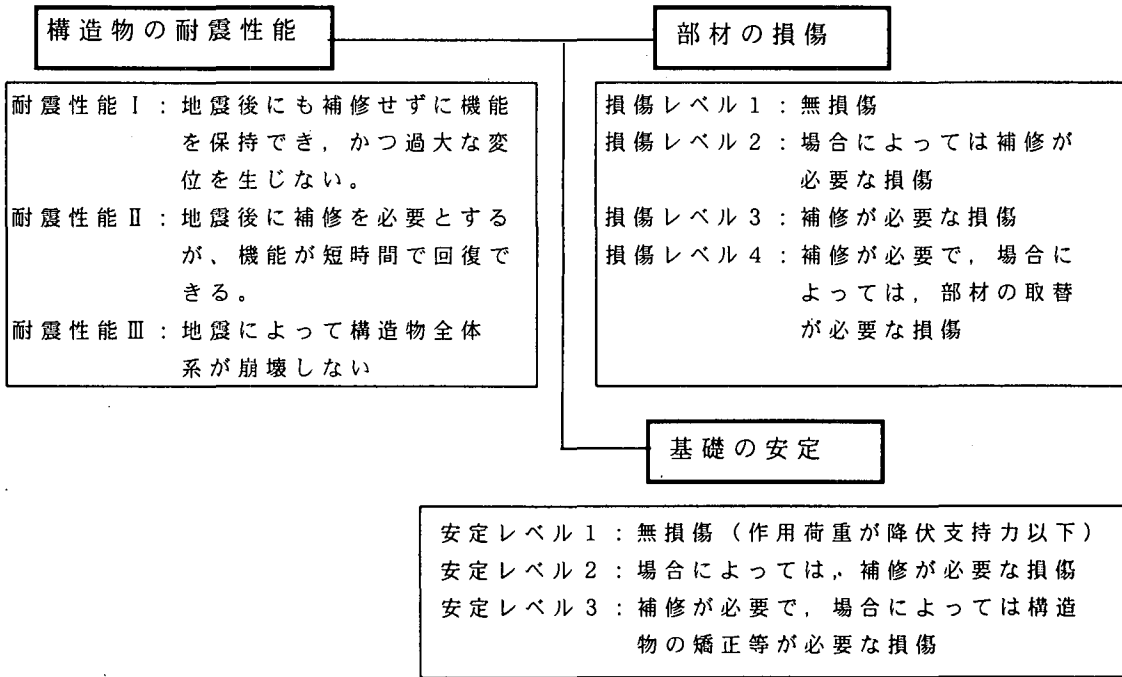 構造物の耐震性能
部材の損傷
耐震性能Ⅰ：地震後にも補修せずに機能
を保持でき，かつ過大な変
位を生じない。
耐震性能Ⅱ：地震後に補修を必要とする
が、機能が短時間で回復で
きる。
耐震性能Ⅲ：地震によって構造物全体
系が崩壊しない
損傷レベル1：無損傷
損傷レベル2：場合によっては補修が
必要な損傷
損傷レベル3：補修が必要な損傷
損傷レベル4：補修が必要で，場合に
よっては，部材の取替
が必要な損傷
基礎の安定
安定レベル1：無損傷（作用荷重が降伏支持力以下）
安定レベル2：場合によっては，補修が必要な損傷
安定レベル3：補修が必要で，場合によっては構造
物の矯正等が必要な損傷